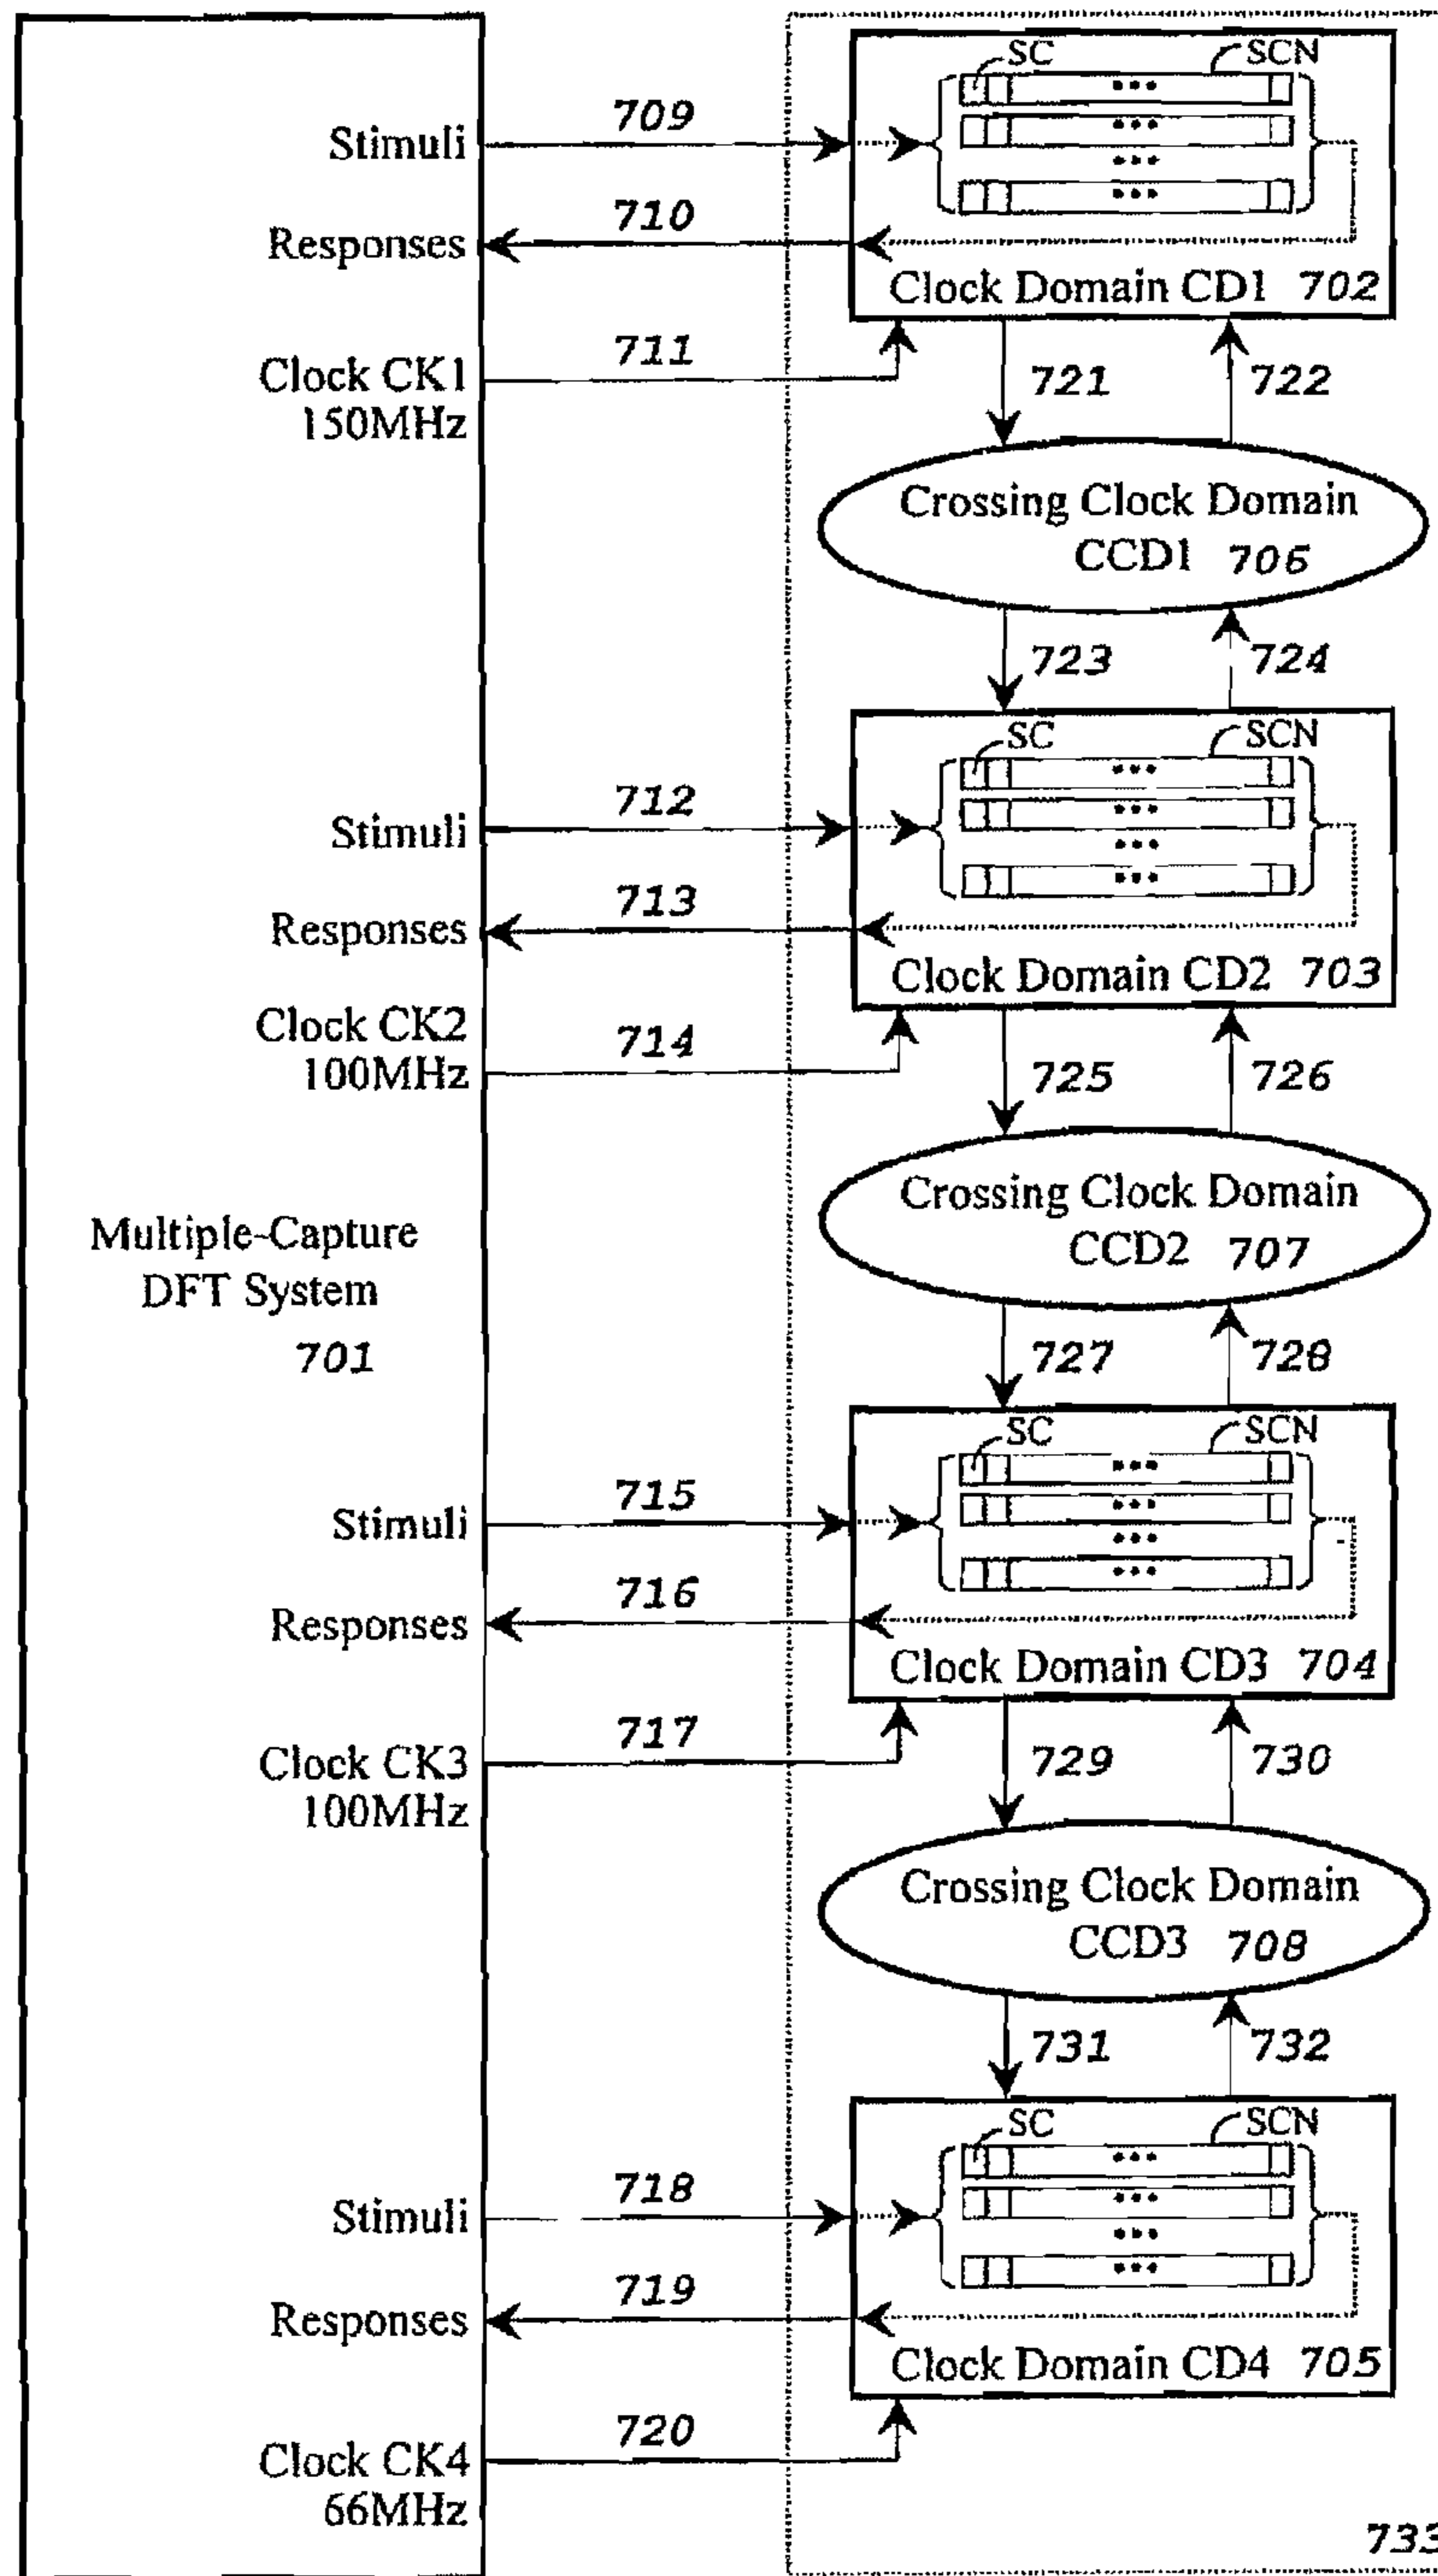 SC SCN
709
Stimuli
710
Responses
Clock Domain CD1 702
711
Clock CK1
150MHz
721 722
Crossing Clock Domain
CCD1 706
723 724
SC SCN
712
Stimuli
713
Responses
Clock Domain CD2 703
Clock CK2
100MHz
714
725 726
Crossing Clock Domain
CCD2 707
Multiple-Capture
DFT System
701
727 728
SC SCN
715
Stimuli
716
Responses
Clock Domain CD3 704
717
Clock CK3
100MHz
729 730
Crossing Clock Domain
CCD3 708
731 732
SC SCN
718
Stimuli
719
Responses
Clock Domain CD4 705
720
Clock CK4
66MHz
733